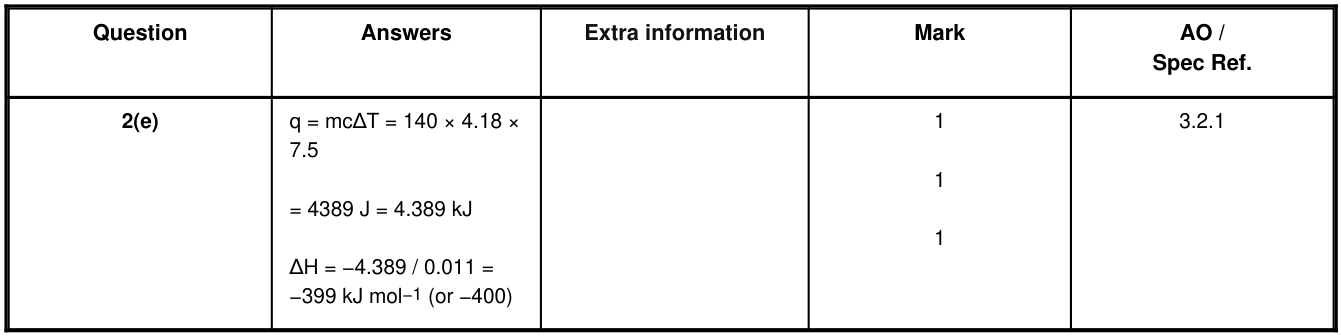 Question Answers Extra information Mark AO /
Spec Ref.
2(e) q = mcΔT = 140 × 4.18 × 1 3.2.1
7.5
1
= 4389 J = 4.389 kJ
1
ΔH = −4.389 / 0.011 =
−399 kJ mol⁻¹ (or −400)